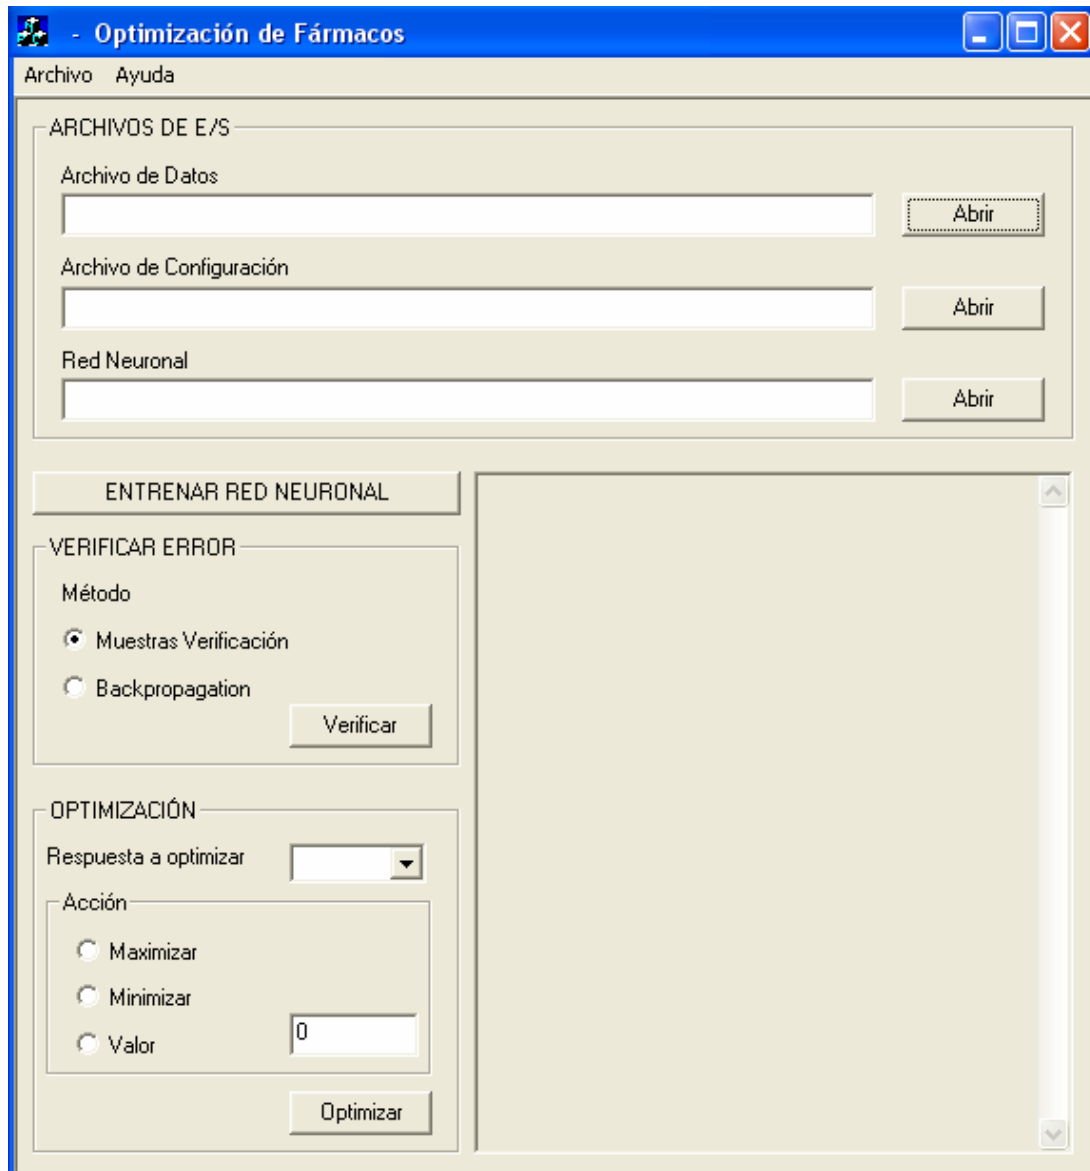 - Optimización de Fármacos
Archivo Ayuda
ARCHIVOS DE E/S
Archivo de Datos
Abrir
Archivo de Configuración
Abrir
Red Neuronal
Abrir
ENTRENAR RED NEURONAL
VERIFICAR ERROR
Método
Muestras Verificación
Backpropagation
Verificar
OPTIMIZACIÓN
Respuesta a optimizar
Acción
Maximizar
Minimizar
Valor
0
Optimizar